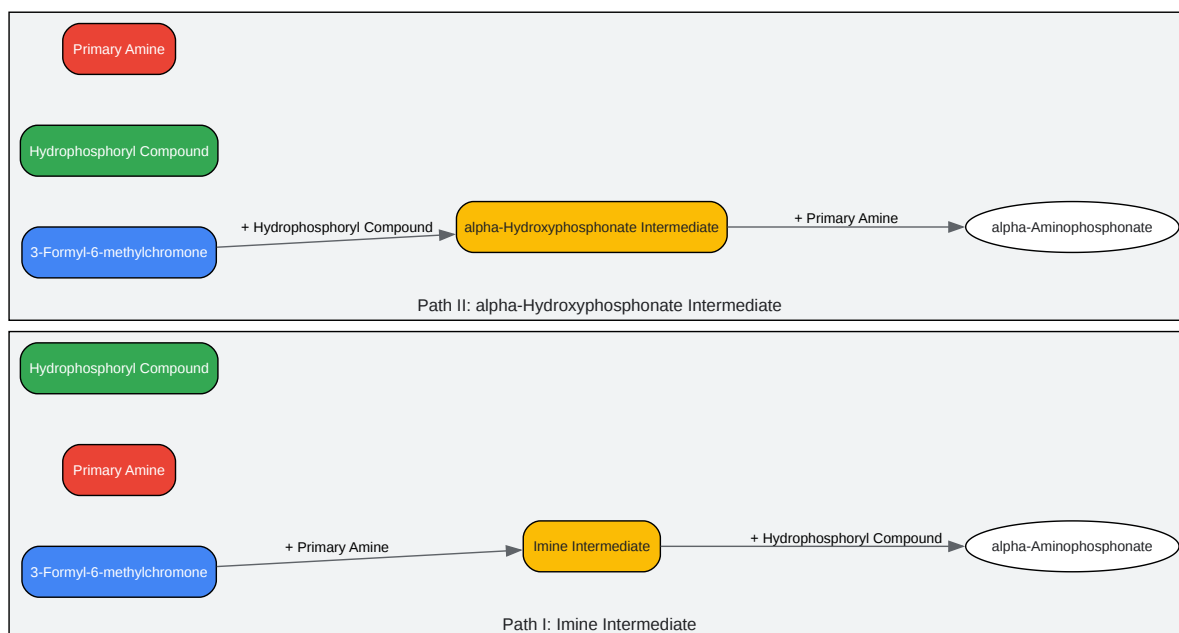 Primary Amine
Hydrophosphoryl Compound
3-Formyl-6-methylchromone
+ Hydrophosphoryl Compound
alpha-Hydroxyphosphonate Intermediate
+ Primary Amine
alpha-Aminophosphonate
Path II: alpha-Hydroxyphosphonate Intermediate
Hydrophosphoryl Compound
Primary Amine
3-Formyl-6-methylchromone
+ Primary Amine
Imine Intermediate
+ Hydrophosphoryl Compound
alpha-Aminophosphonate
Path I: Imine Intermediate